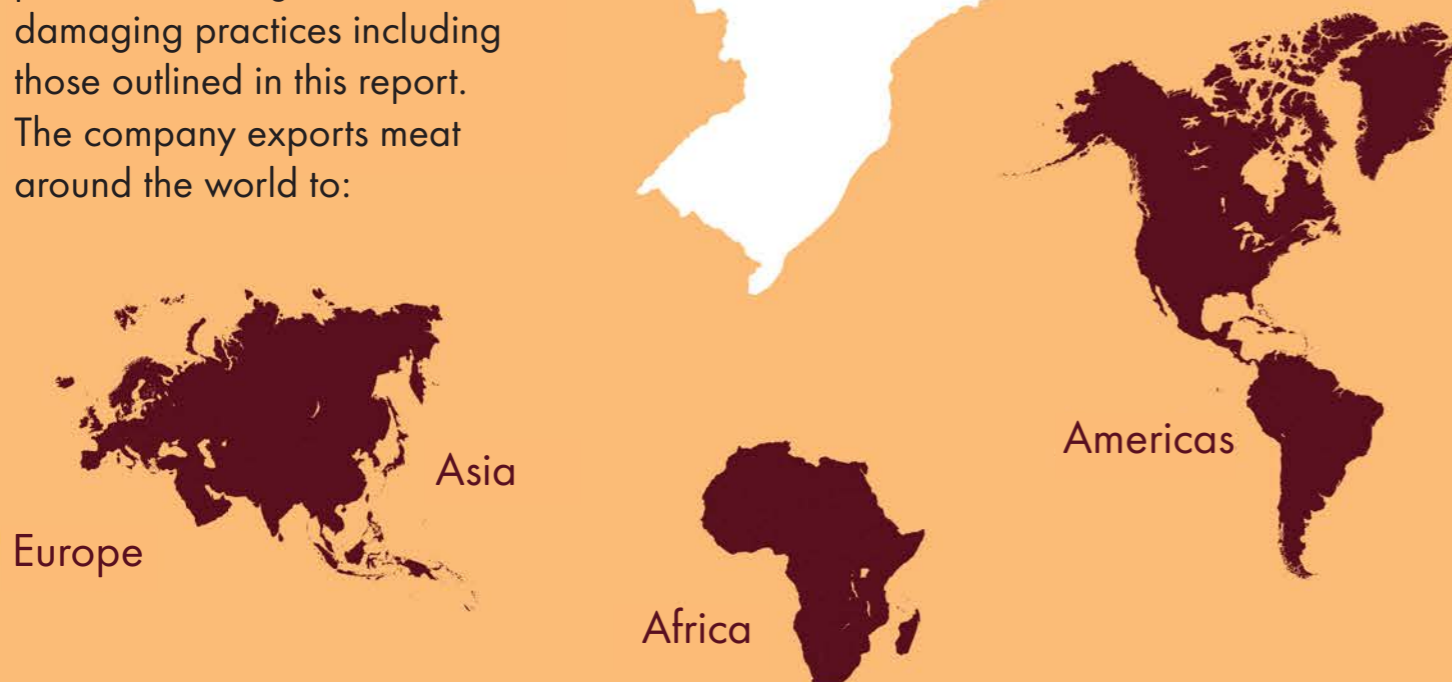 damaging practices including
those outlined in this report.
The company exports meat
around the world to:
Americas
Asia
Europe
Africa